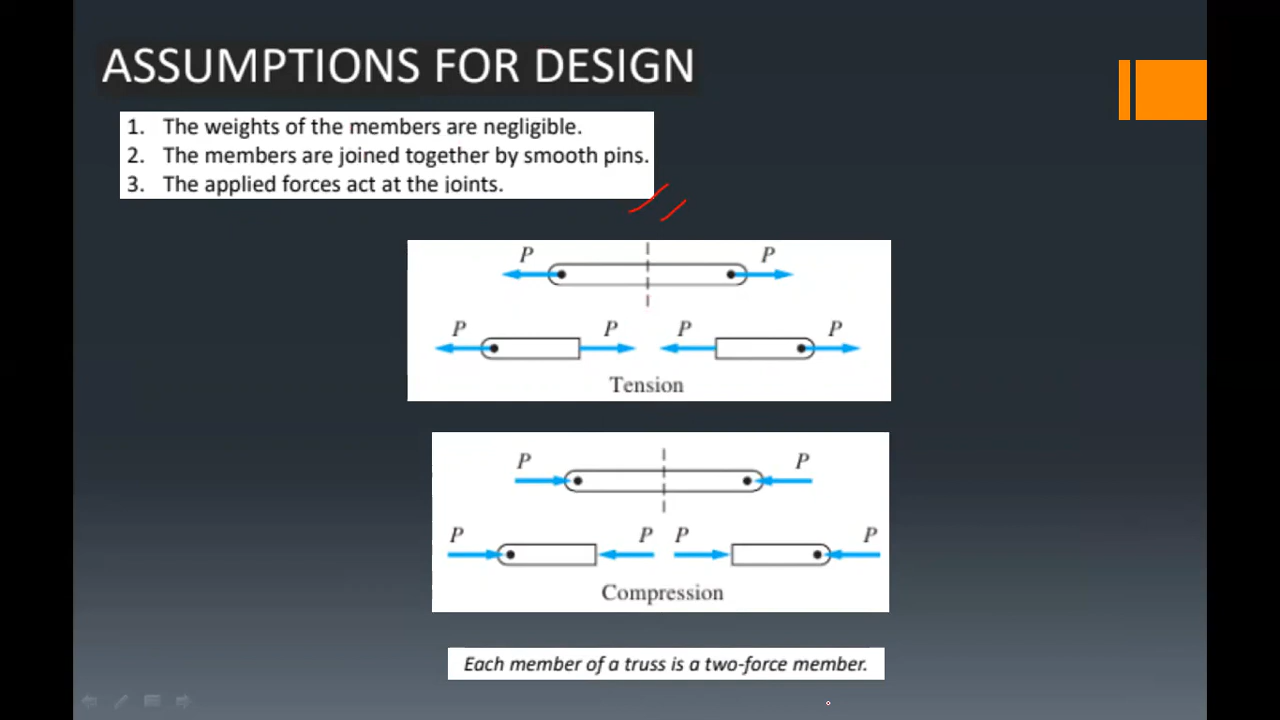 ASSUMPTIONS FOR DESIGN
1. The weights of the members are negligible.
2. The members are joined together by smooth pins.
3. The applied forces act at the joints.
P P
P P P P
Tension
P P
P P P P
Compression
Each member of a truss is a two-force member.